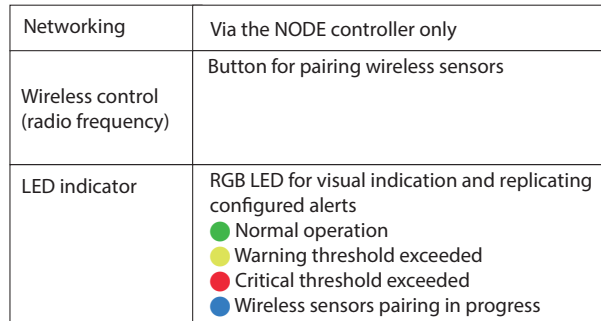 Networking
Via the NODE controller only
Wireless control
(radio frequency)
Button for pairing wireless sensors
LED indicator
RGB LED for visual indication and replicating
configured alerts
Normal operation
Warning threshold exceeded
Critical threshold exceeded
Wireless sensors pairing in progress